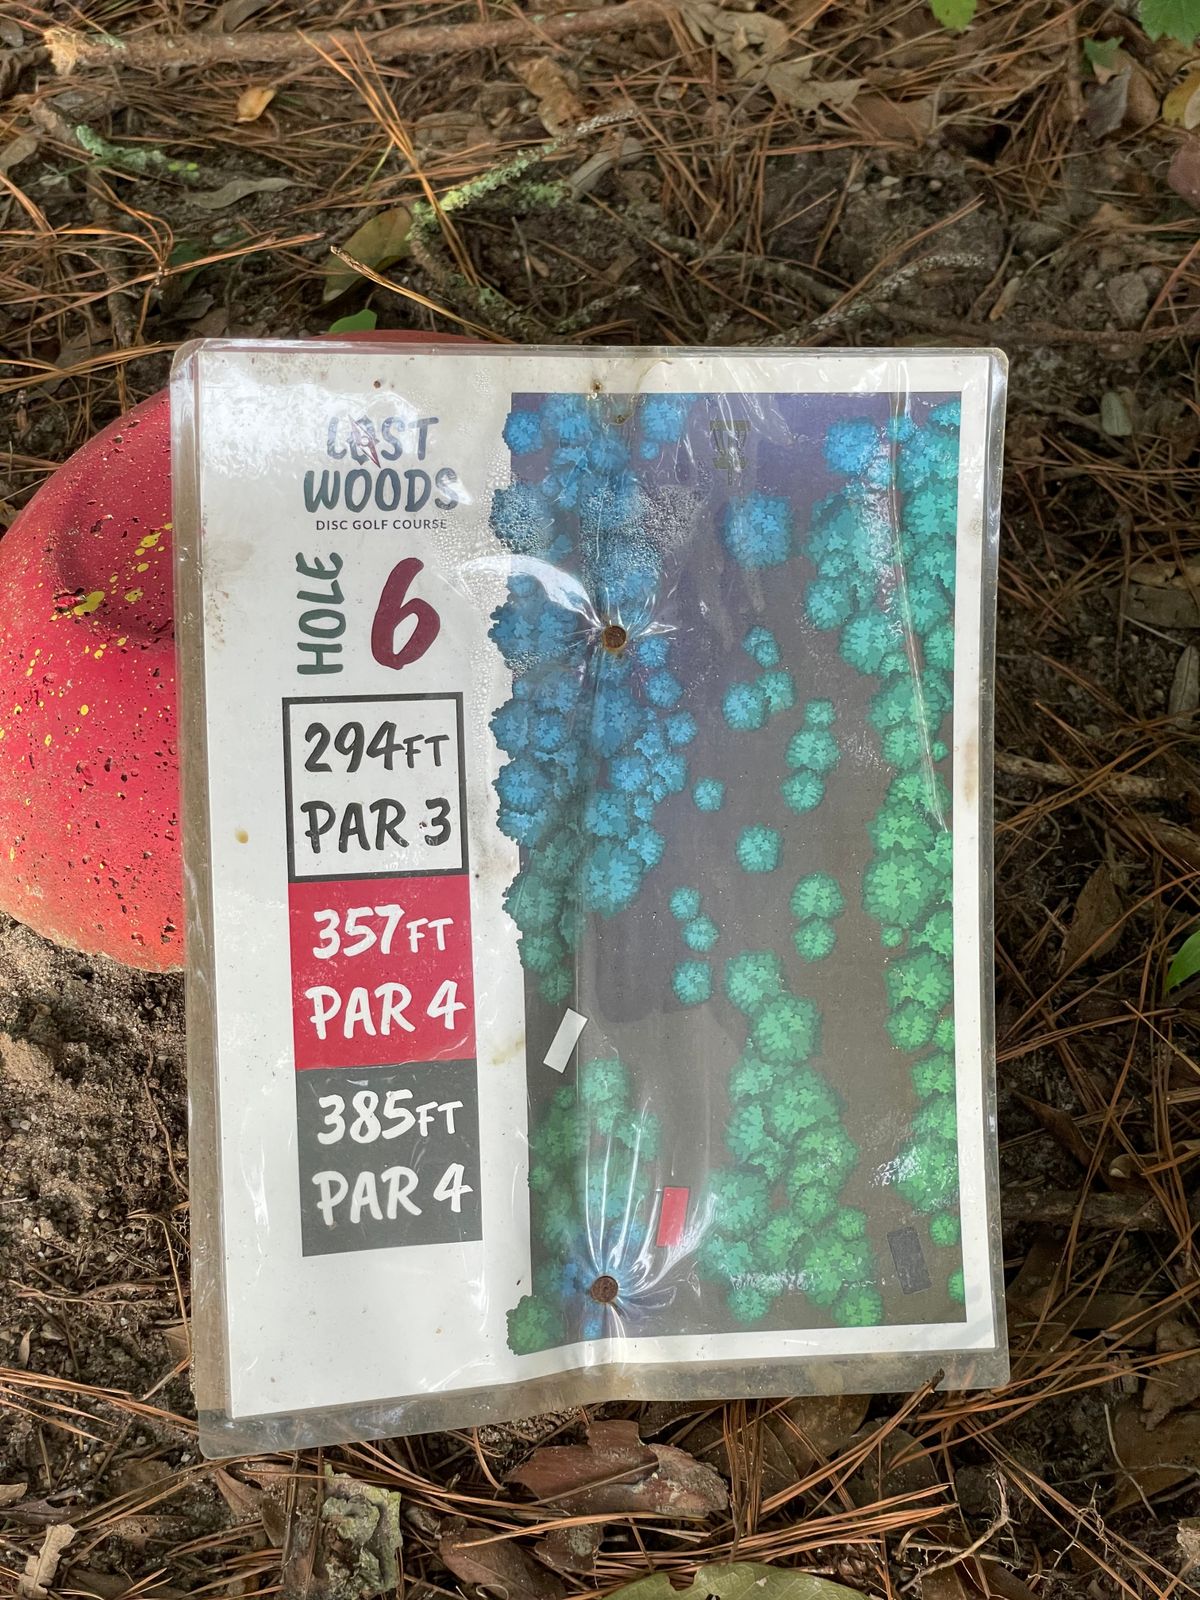 LOST
WOODS
DISC GOLF COURSE
HOLE
6
294FT
PAR 3
357FT
PAR 4
385FT
PAR 4